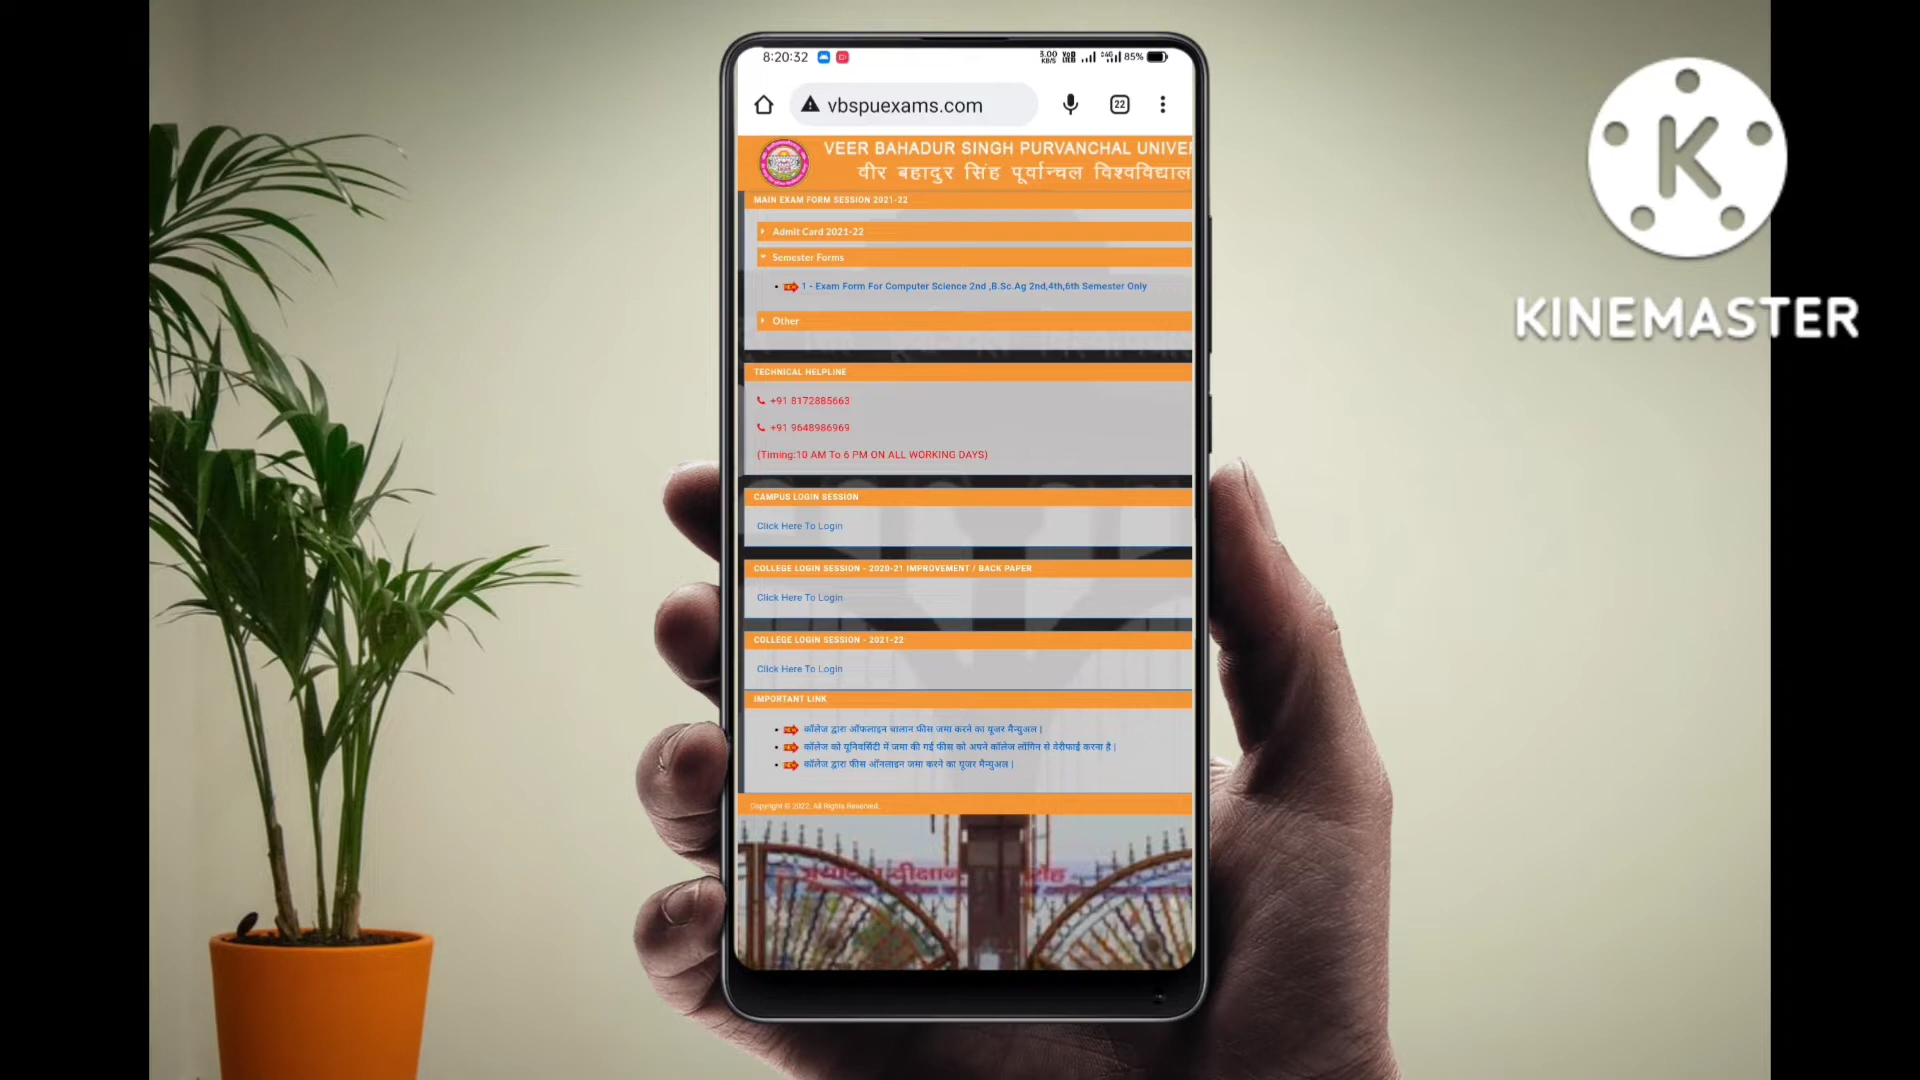 8:20:32
3.00 KB/S 4G 85%
vbspuexams.com
22
VEER BAHADUR SINGH PURVANCHAL UNIVER
वीर बहादुर सिंह पूर्वान्चल विश्वविद्याल
MAIN EXAM FORM SESSION 2021-22
Admit Card 2021-22
Semester Forms
1 - Exam Form For Computer Science 2nd ,B.Sc.Ag 2nd,4th,6th Semester Only
Other
TECHNICAL HELPLINE
+91 8172885663
+91 9648986969
(Timing:10 AM To 6 PM ON ALL WORKING DAYS)
CAMPUS LOGIN SESSION
Click Here To Login
COLLEGE LOGIN SESSION - 2020-21 IMPROVEMENT / BACK PAPER
Click Here To Login
COLLEGE LOGIN SESSION - 2021-22
Click Here To Login
IMPORTANT LINK
कॉलेज द्वारा ऑफलाइन चालान फीस जमा करने का यूजर मैन्युअल |
कॉलेज को यूनिवर्सिटी में जमा की गई फीस को अपने कॉलेज लॉगिन से वेरीफाई करना है |
कॉलेज द्वारा फीस ऑनलाइन जमा करने का यूजर मैन्युअल |
Copyright © 2022. All Rights Reserved.
K
KINEMASTER